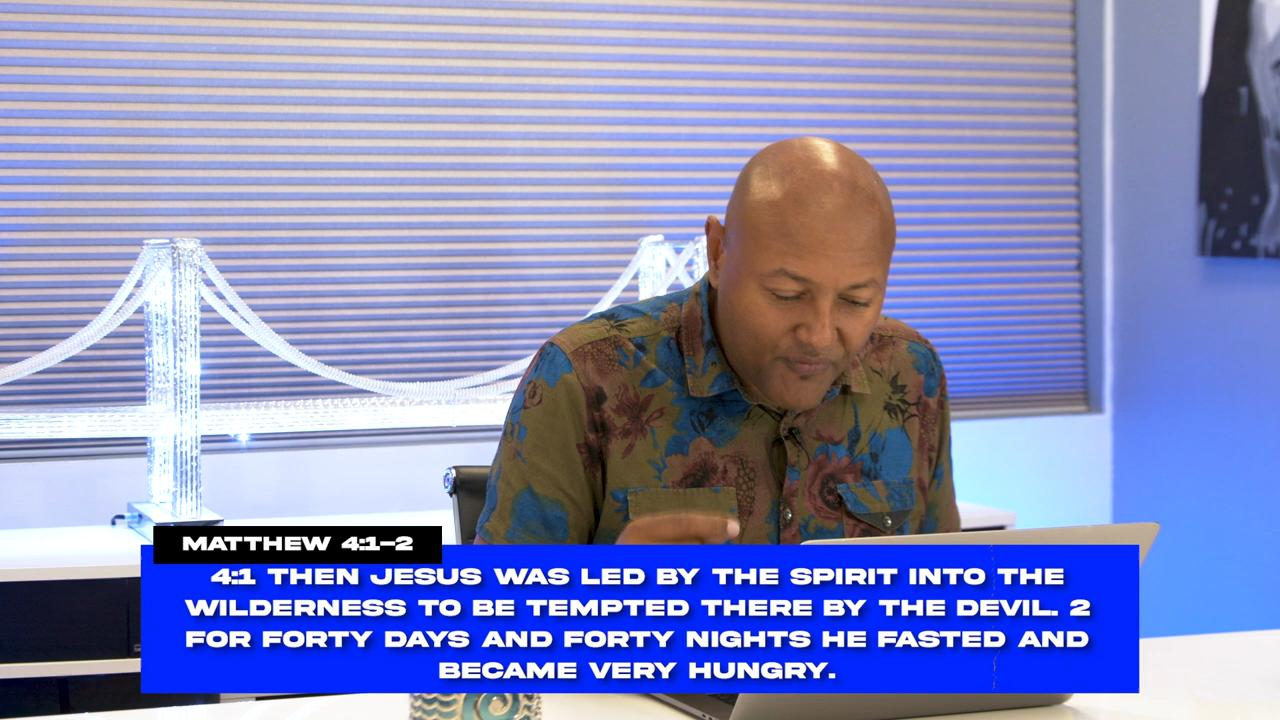 MATTHEW 4:1–2
4:1 THEN JESUS WAS LED BY THE SPIRIT INTO THE
WILDERNESS TO BE TEMPTED THERE BY THE DEVIL. 2
FOR FORTY DAYS AND FORTY NIGHTS HE FASTED AND
BECAME VERY HUNGRY.